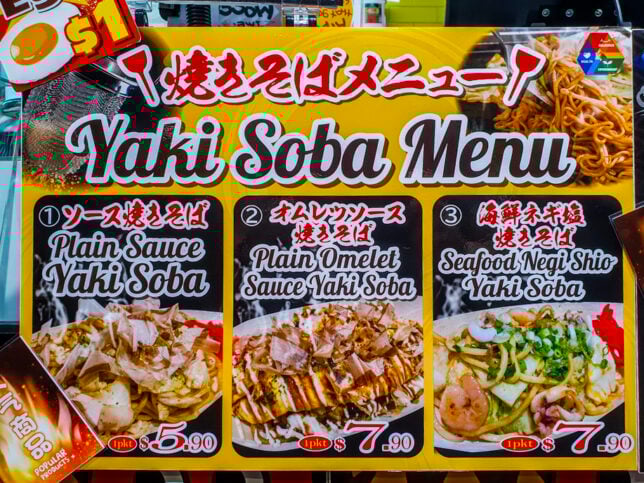 $1
焼きそばメニュー
Yaki Soba Menu
① ソース焼きそば
Plain Sauce
Yaki Soba
1pkt $5.90
② オムレツソース
焼きそば
Plain Omelet
Sauce Yaki Soba
1pkt $7.90
③ 海鮮ネギ塩
焼きそば
Seafood Negi Shio
Yaki Soba
1pkt $7.90
POPULAR
PRODUCTS